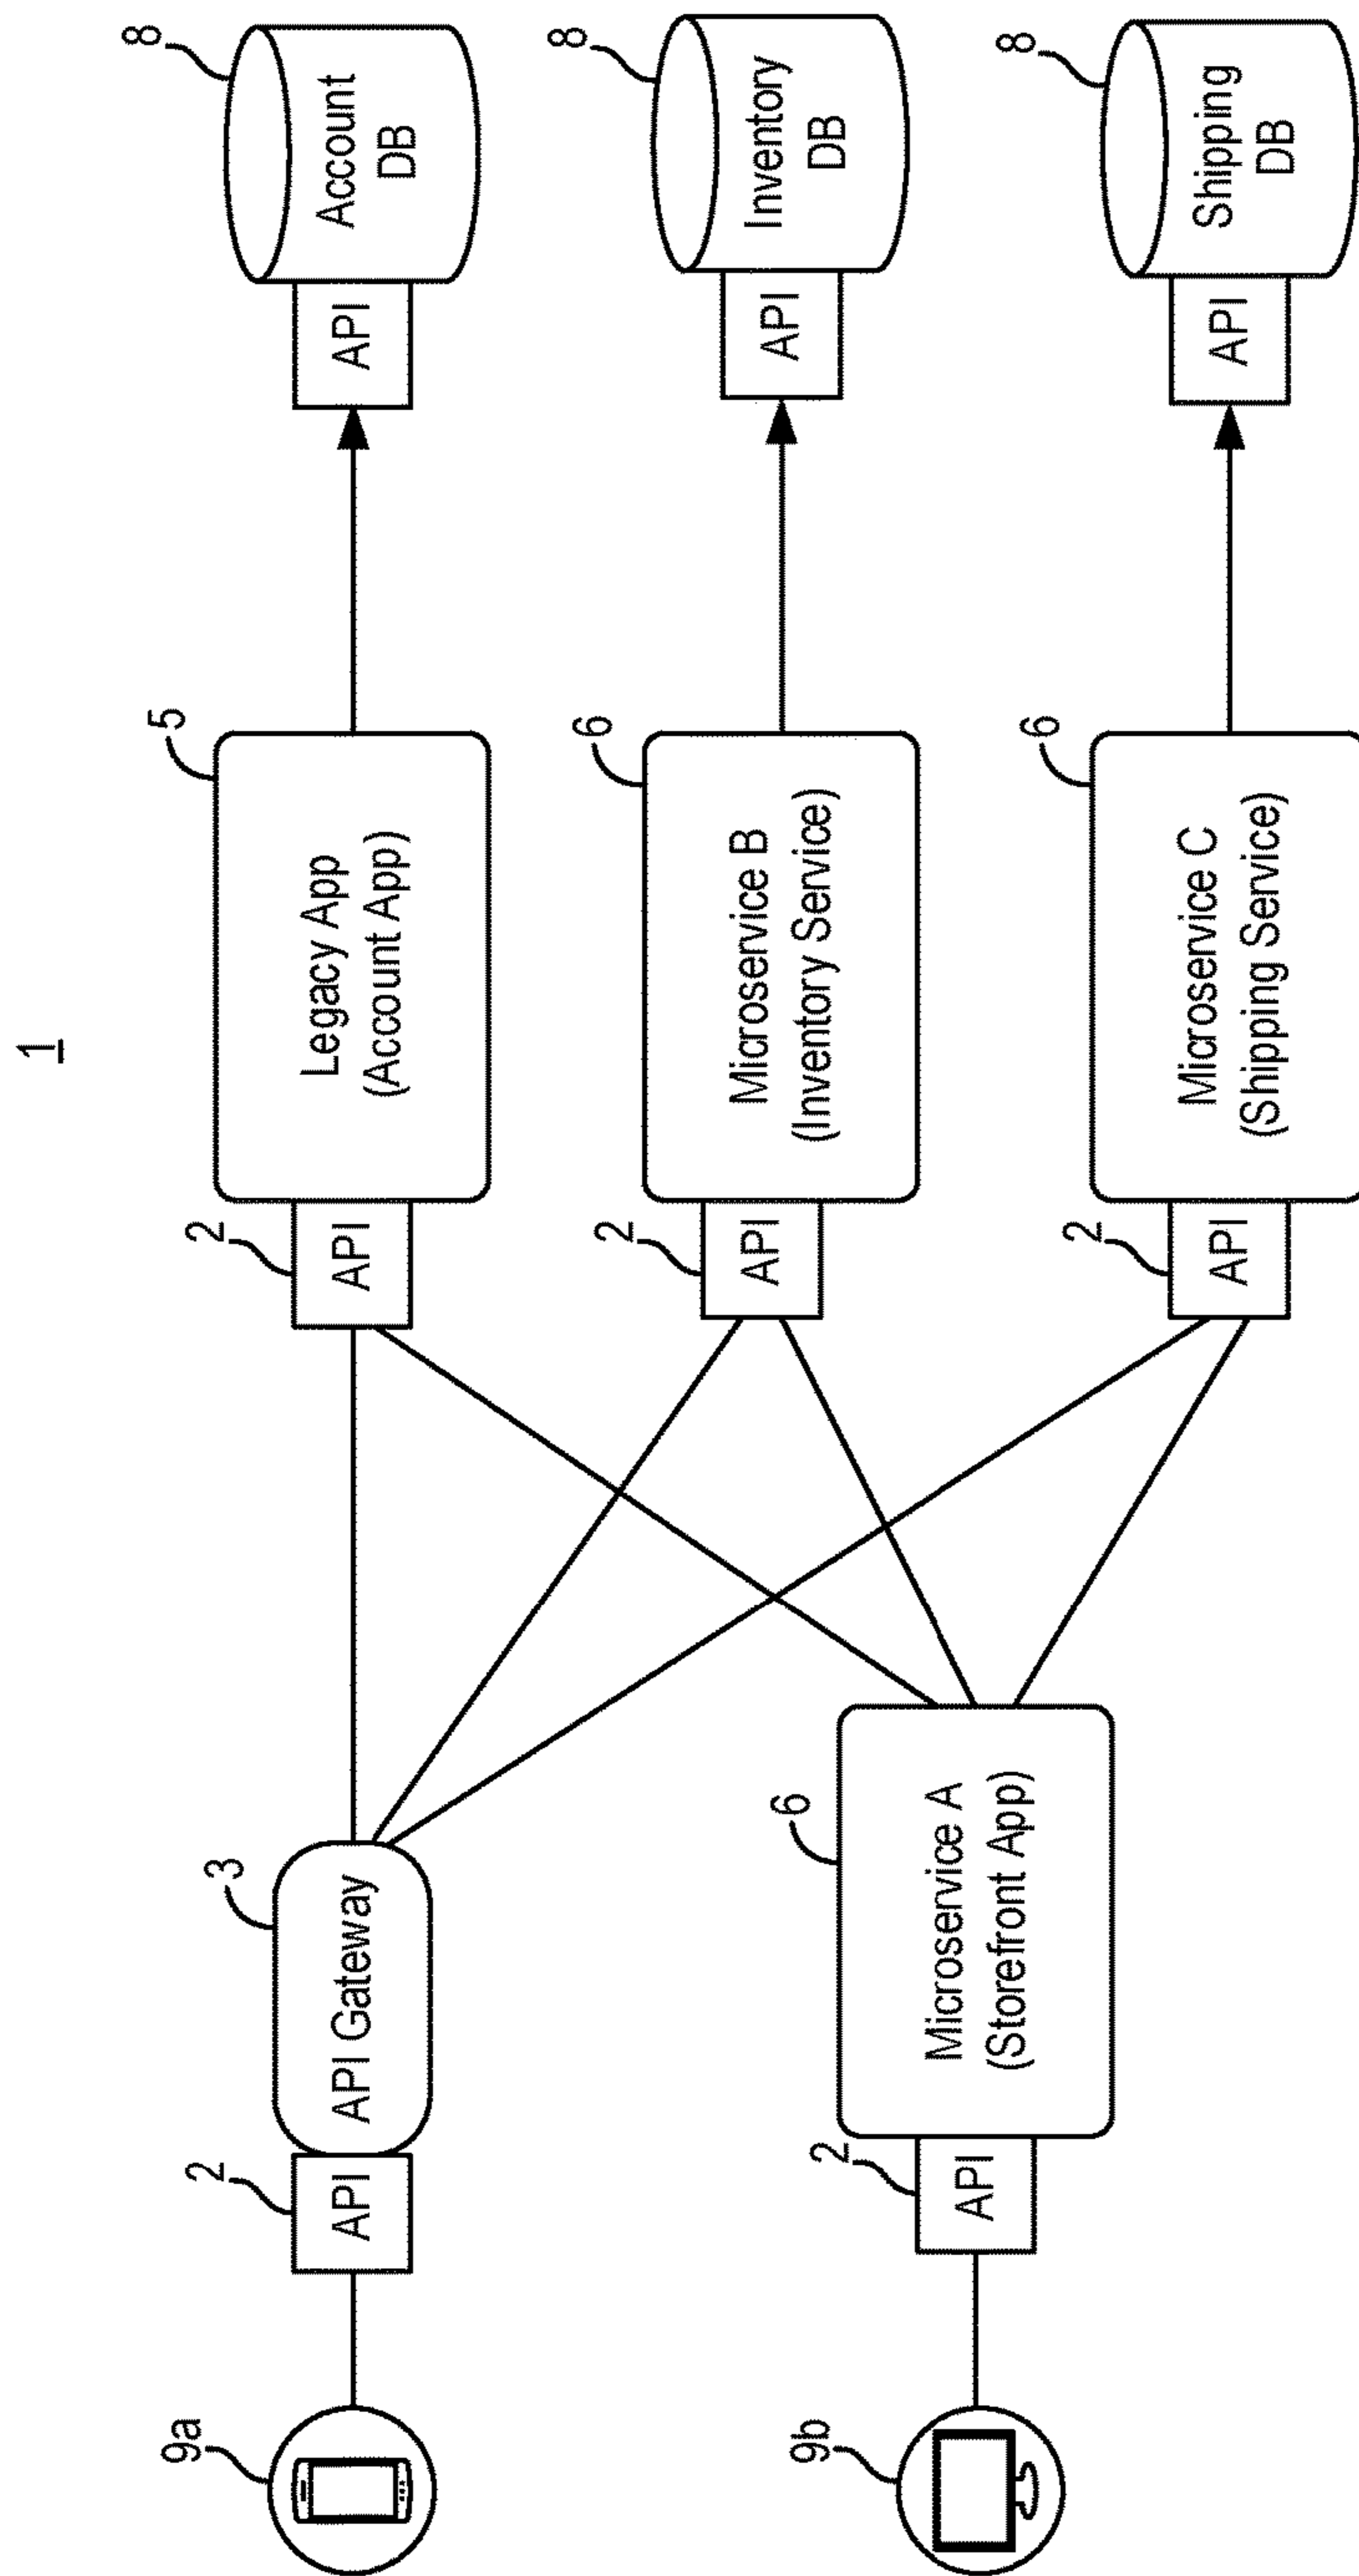 1
9a
2
API
3
API Gateway
2
API
5
Legacy App
(Account App)
API
8
Account
DB
2
API
6
Microservice B
(Inventory Service)
API
8
Inventory
DB
9b
2
API
6
Microservice A
(Storefront App)
2
API
6
Microservice C
(Shipping Service)
API
8
Shipping
DB